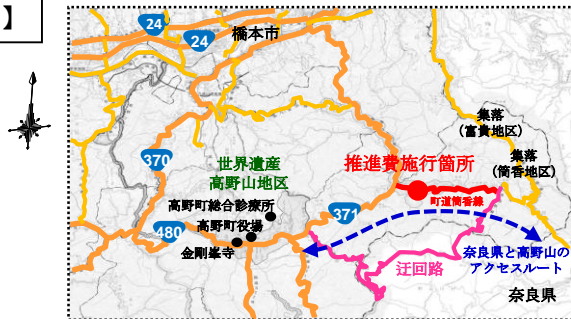 】
24
24
橋本市
集落
(富貴地区)
集落
(筒香地区)
370
世界遺産
高野山地区
推進費施行箇所
高野町総合診療所
町道筒香線
高野町役場
371
480
金剛峯寺
迂回路
奈良県と高野山の
アクセスルート
奈良県